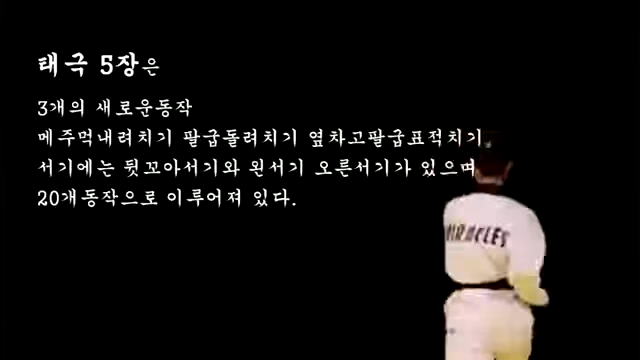 태극 5장은
3개의 새로운동작
메주먹내려치기 팔굽돌려치기 옆차고팔굽표적치기
서기에는 뒷꼬아서기와 왼서기 오른서기가 있으며
20개동작으로 이루어져 있다.
MIRACLES